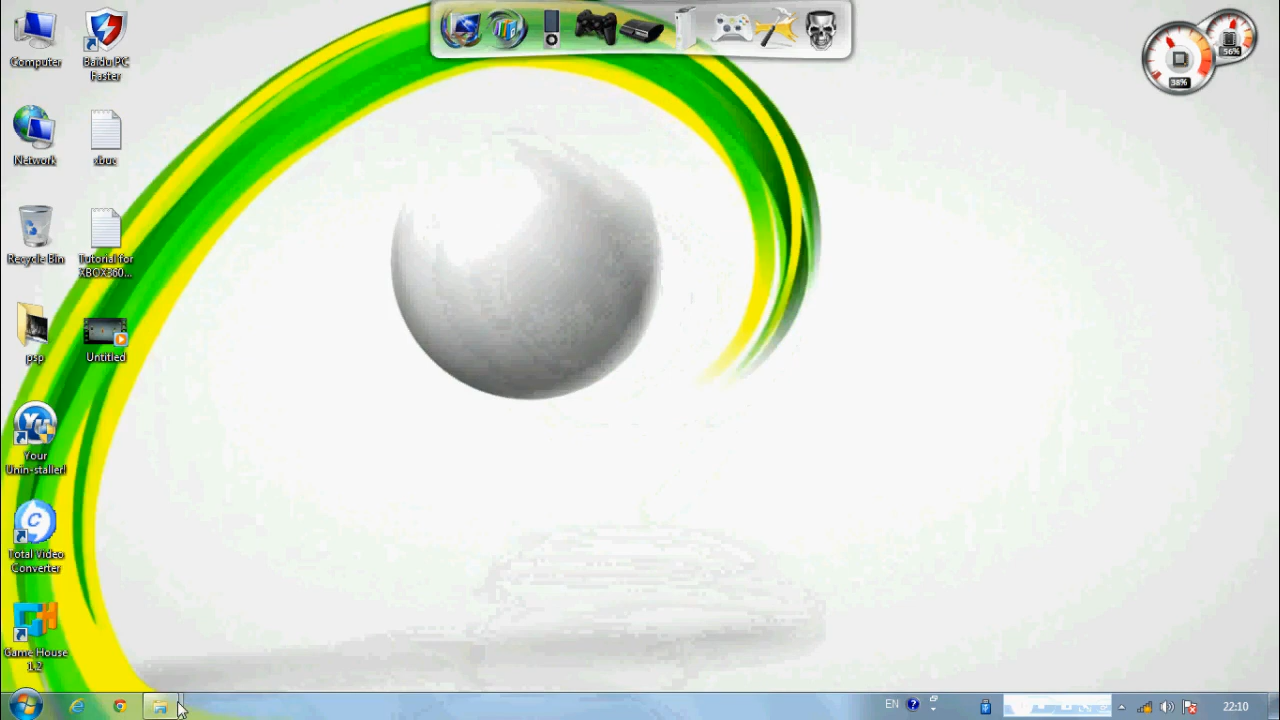 Computer
Baidu PC
Faster
Network
xbuc
Recycle Bin
Tutorial for
XBOX360...
psp
Untitled
Your
Unin-staller!
Total Video
Converter
Game House
1.2
56%
38%
EN
22:10